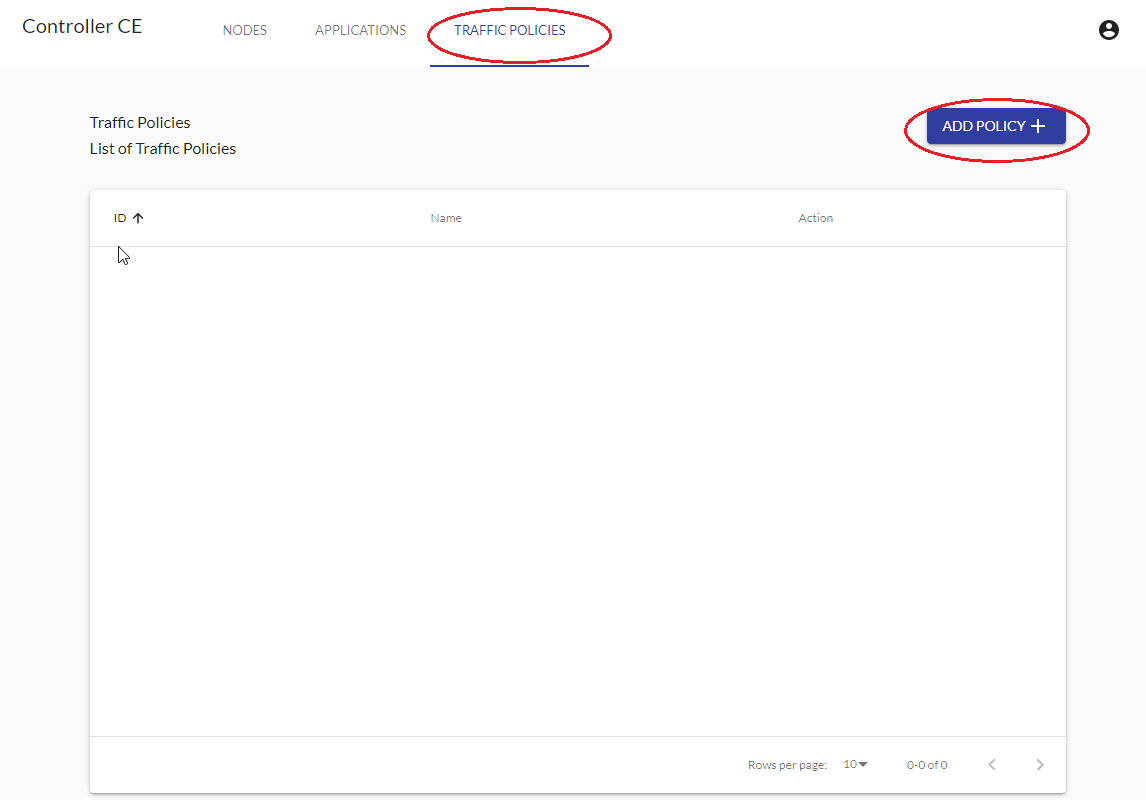 Controller CE
NODES
APPLICATIONS
TRAFFIC POLICIES
Traffic Policies
ADD POLICY
List of Traffic Policies
ID
Name
Action
Rows per page:
10
0-0 of 0